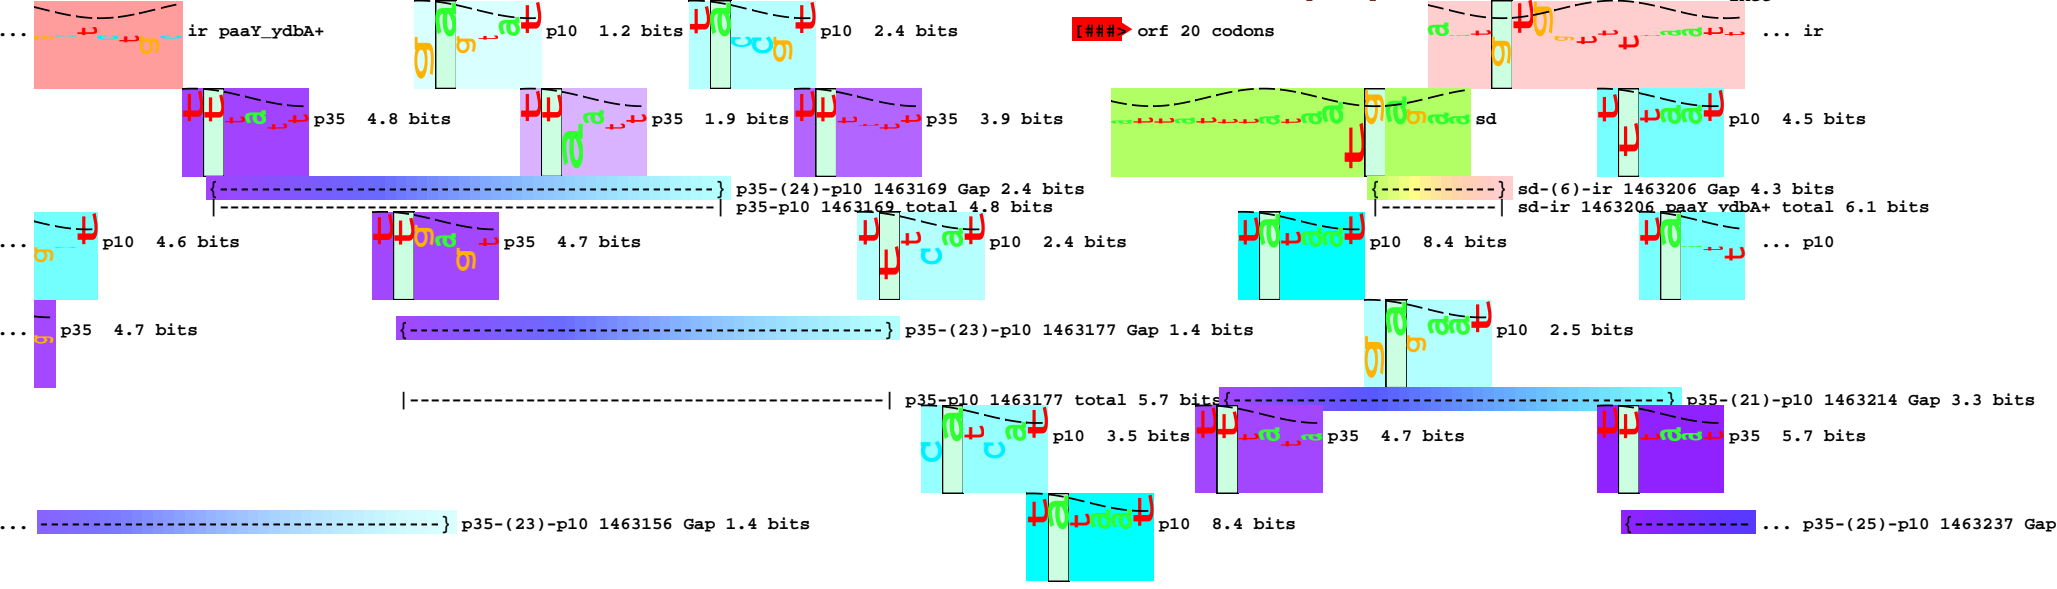 ... ir paaY_ydbA+ p10 1.2 bits p10 2.4 bits [###> orf 20 codons ... ir
p35 4.8 bits p35 1.9 bits p35 3.9 bits sd p10 4.5 bits
{------------------------------------------------} p35-(24)-p10 1463169 Gap 2.4 bits {------------} sd-(6)-ir 1463206 Gap 4.3 bits
|------------------------------------------------| p35-p10 1463169 total 4.8 bits |------------| sd-ir 1463206 paaY_ydbA+ total 6.1 bits
... p10 4.6 bits p35 4.7 bits p10 2.4 bits p10 8.4 bits ... p10
... p35 4.7 bits {----------------------------------------------} p35-(23)-p10 1463177 Gap 1.4 bits p10 2.5 bits
|----------------------------------------------| p35-p10 1463177 total 5.7 bits {------------------------------------------} p35-(21)-p10 1463214 Gap 3.3 bits
p10 3.5 bits p35 4.7 bits p35 5.7 bits
... ---------------------------------------} p35-(23)-p10 1463156 Gap 1.4 bits p10 8.4 bits {----------- ... p35-(25)-p10 1463237 Gap